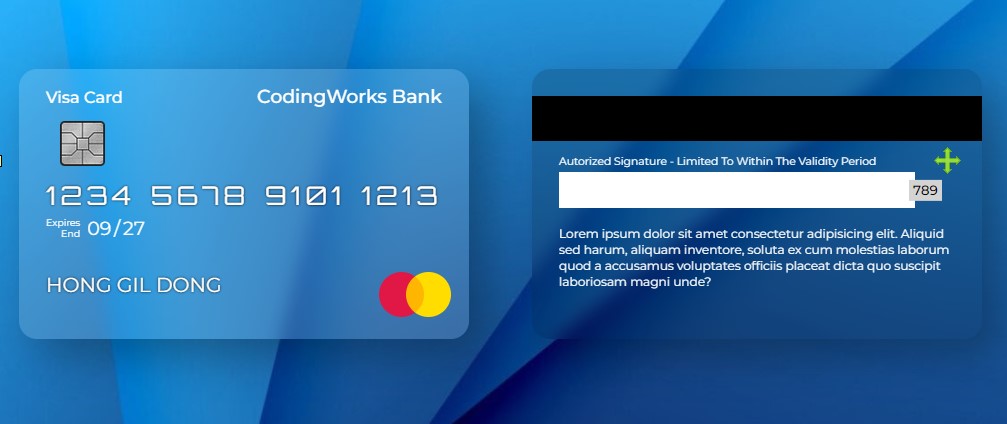 Visa Card
CodingWorks Bank
1234 5678 9101 1213
Expires
End
09/27
HONG GIL DONG
Autorized Signature - Limited To Within The Validity Period
789
Lorem ipsum dolor sit amet consectetur adipisicing elit. Aliquid
sed harum, aliquam inventore, soluta ex cum molestias laborum
quod a accusamus voluptates officiis placeat dicta quo suscipit
laboriosam magni unde?